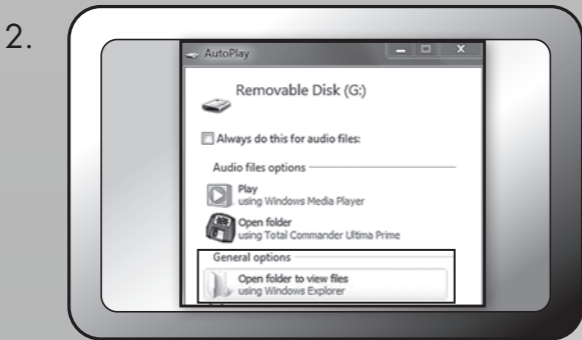 2.
AutoPlay
Removable Disk (G:)
Always do this for audio files:
Audio files options
Play
using Windows Media Player
Open folder
using Total Commander Ultima Prime
General options
Open folder to view files
using Windows Explorer